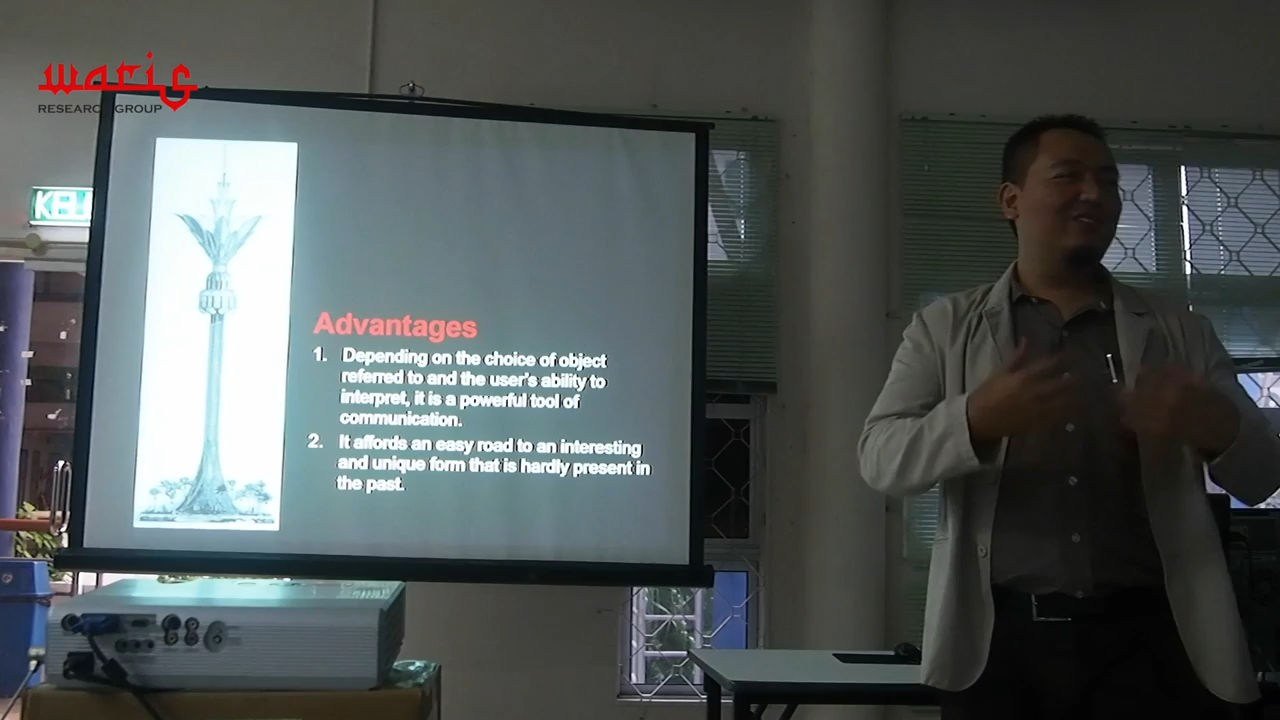 waris
RESEARCH GROUP
KEL
Advantages
1. Depending on the choice of object
referred to and the user's ability to
interpret, it is a powerful tool of
communication.
2. It affords an easy road to an interesting
and unique form that is hardly present in
the past.